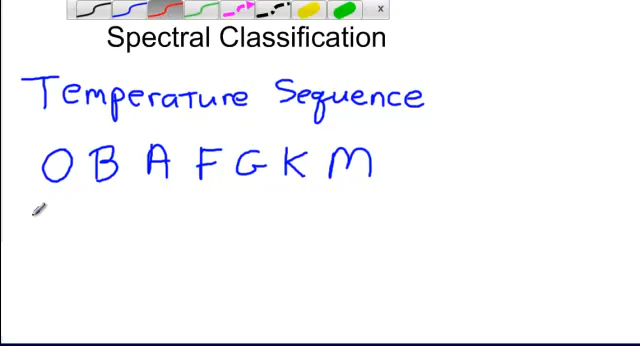 Spectral Classification
Temperature Sequence
O B A F G K M